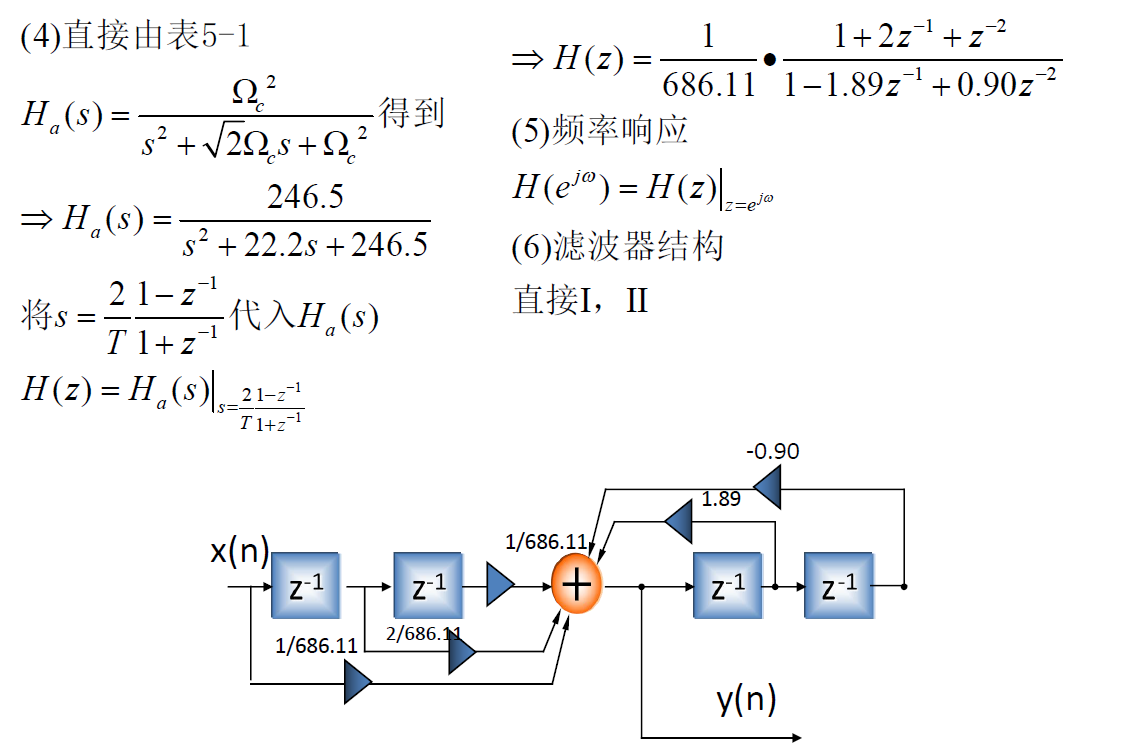 (4)直接由表5-1
H_a(s) = Ω_c² / (s² + √2Ω_c s + Ω_c²) 得到
⇒ H_a(s) = 246.5 / (s² + 22.2s + 246.5)
将s = (2/T) (1 − z⁻¹)/(1 + z⁻¹) 代入H_a(s)
H(z) = H_a(s)|_{s=(2/T)(1−z⁻¹)/(1+z⁻¹)}
⇒ H(z) = (1/686.11) • (1 + 2z⁻¹ + z⁻²)/(1 − 1.89z⁻¹ + 0.90z⁻²)
(5)频率响应
H(e^{jω}) = H(z)|_{z=e^{jω}}
(6)滤波器结构
直接I，II
-0.90
1.89
1/686.11
x(n)
z⁻¹
z⁻¹
+
z⁻¹
z⁻¹
2/686.11
1/686.11
y(n)